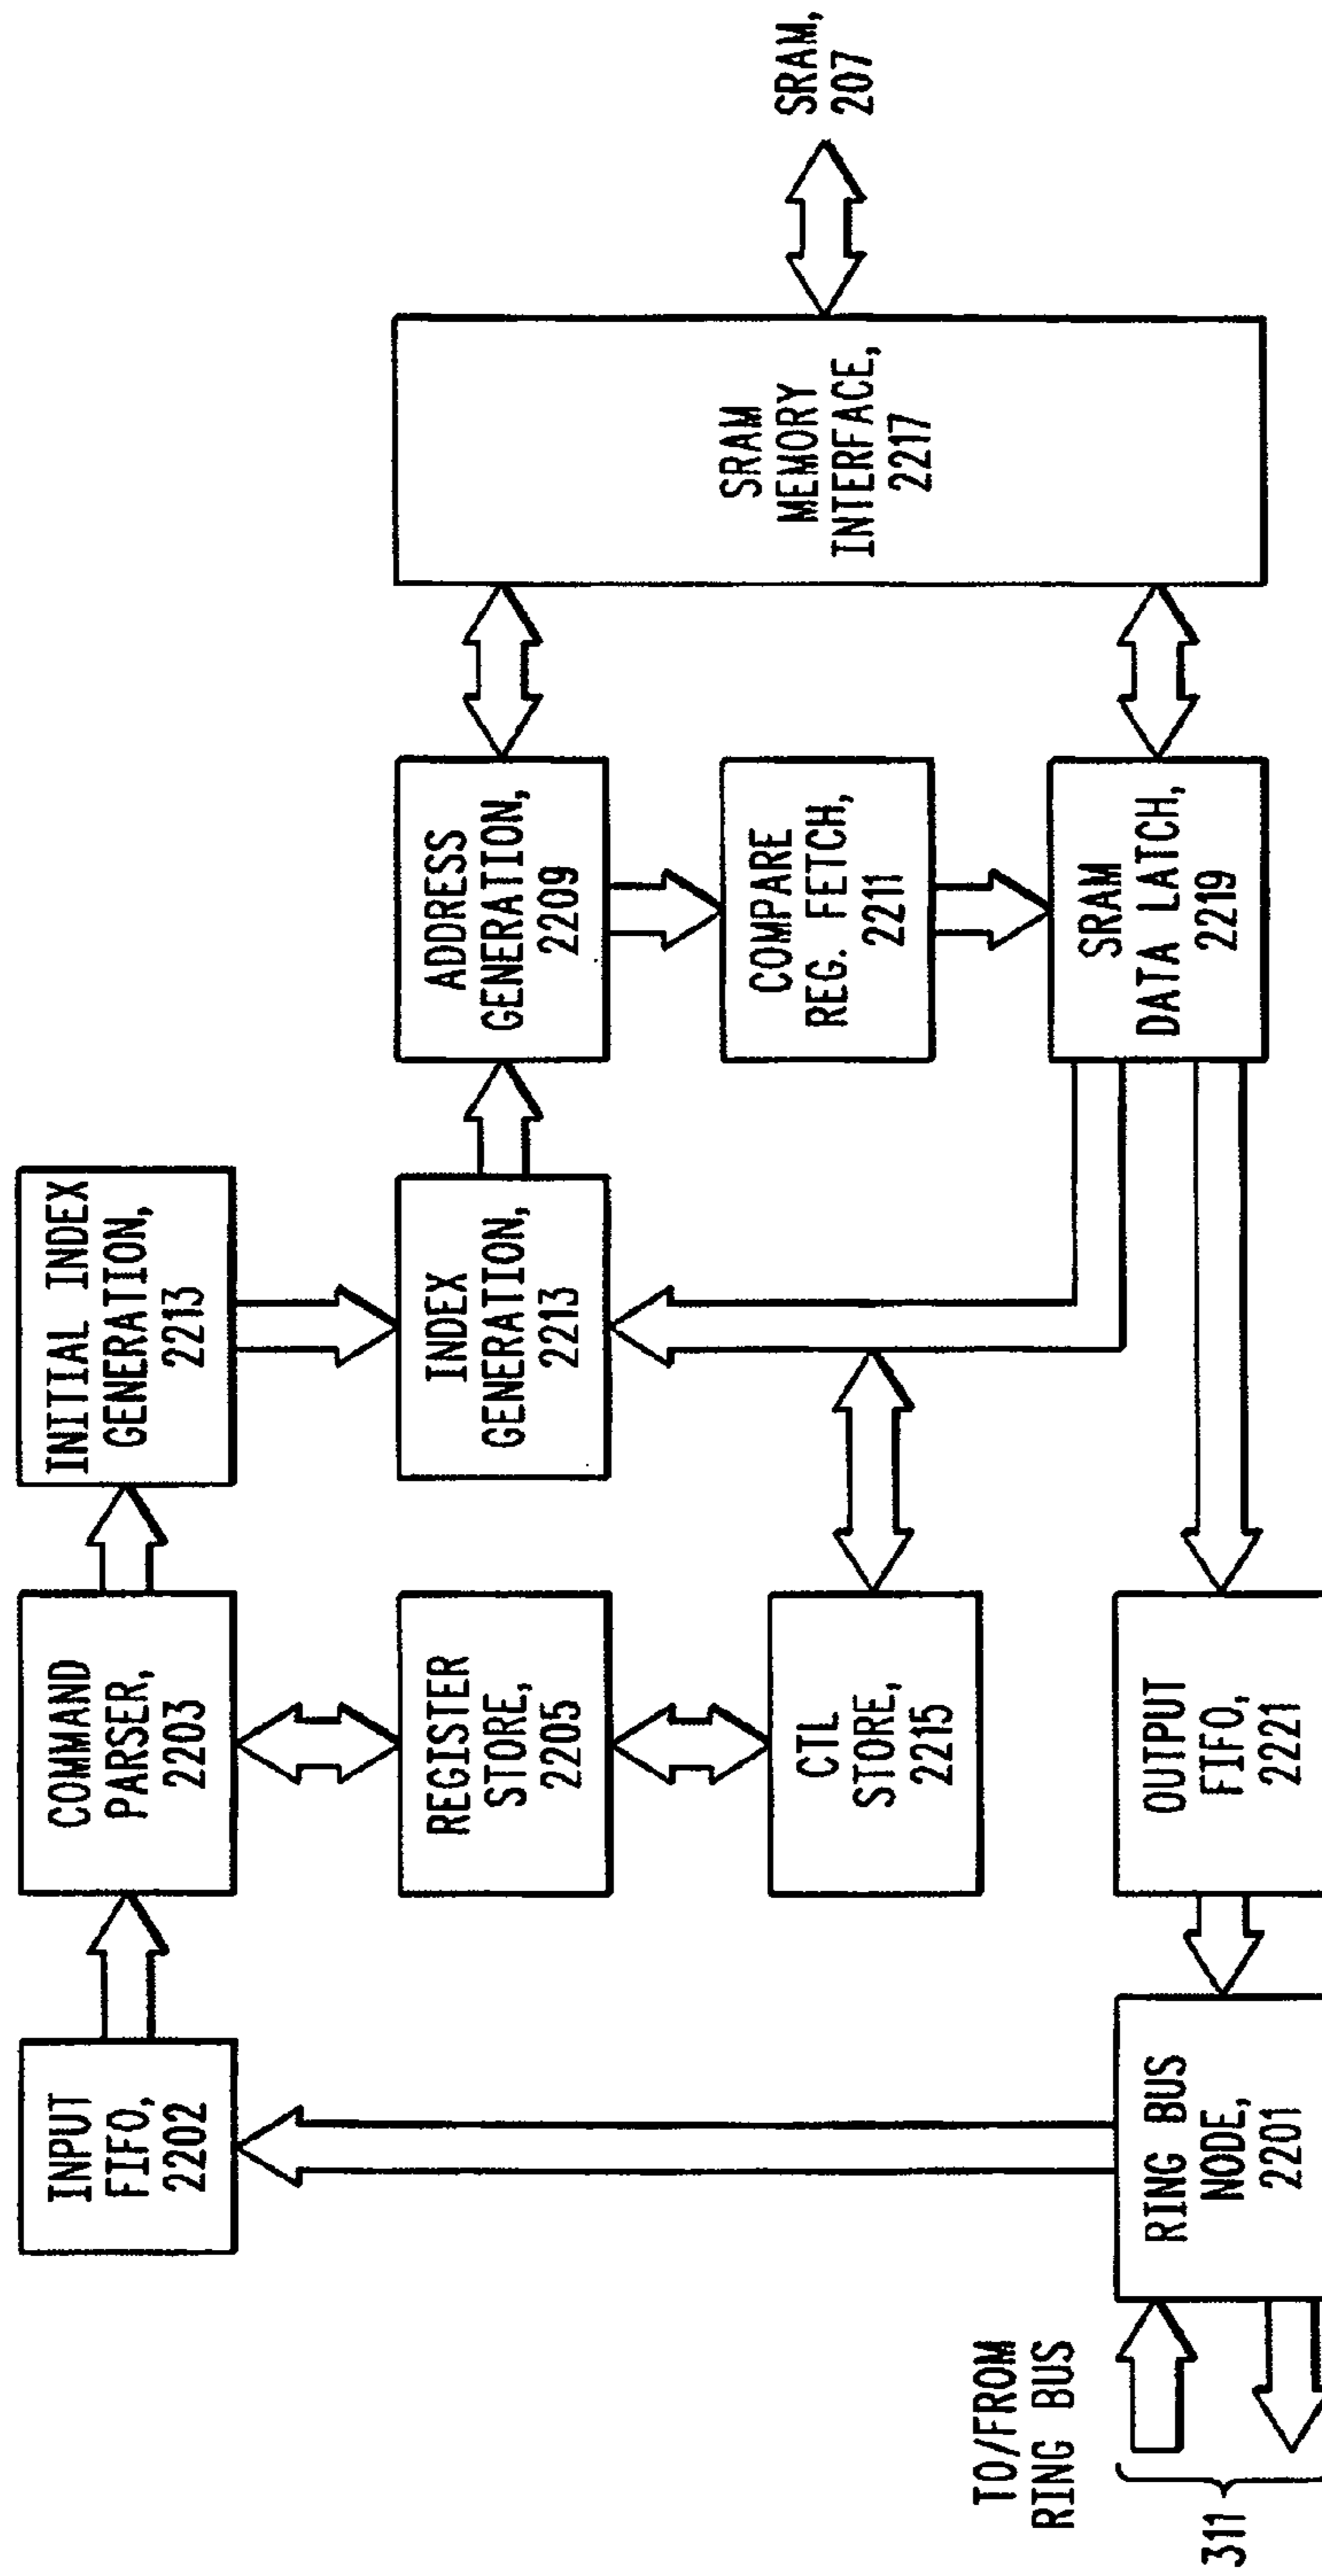 INPUT
FIFO,
2202
COMMAND
PARSER,
2203
INITIAL INDEX
GENERATION,
2213
REGISTER
STORE,
2205
INDEX
GENERATION,
2213
ADDRESS
GENERATION,
2209
CTL
STORE,
2215
COMPARE
REG. FETCH,
2211
SRAM
MEMORY
INTERFACE,
2217
SRAM,
207
TO/FROM
RING BUS
311
RING BUS
NODE,
2201
OUTPUT
FIFO,
2221
SRAM
DATA LATCH,
2219